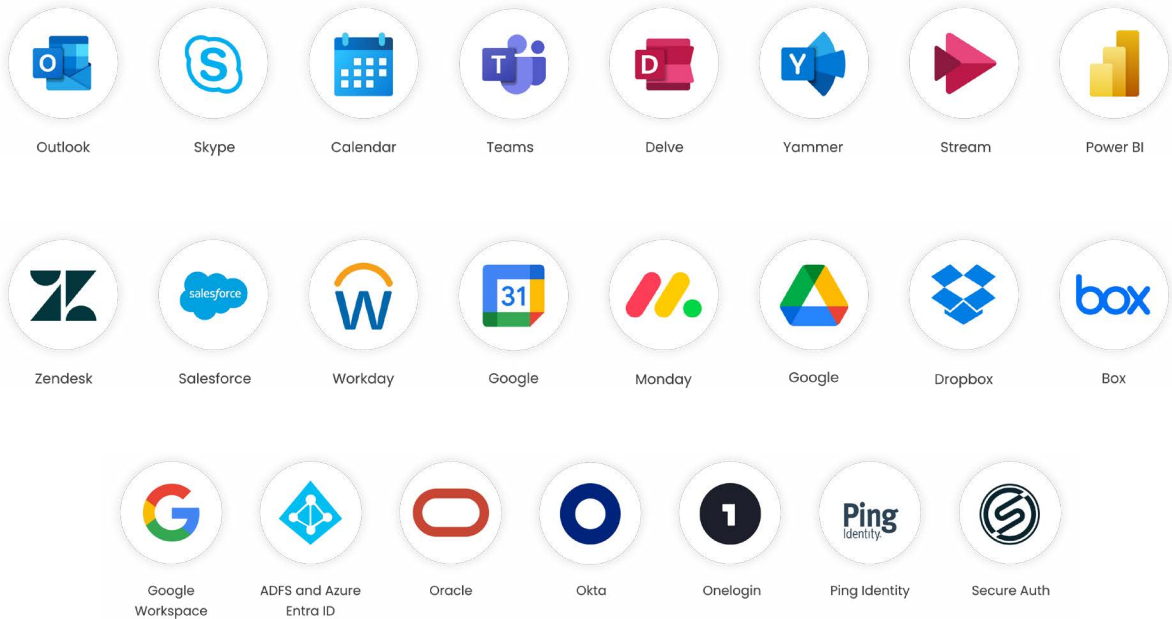 O
S
T
D
Y
Outlook
Skype
Calendar
Teams
Delve
Yammer
Stream
Power BI
salesforce
W
31
box
Zendesk
Salesforce
Workday
Google
Monday
Google
Dropbox
Box
G
1
Ping
Identity.
S
Google
Workspace
ADFS and Azure
Entra ID
Oracle
Okta
Onelogin
Ping Identity
Secure Auth